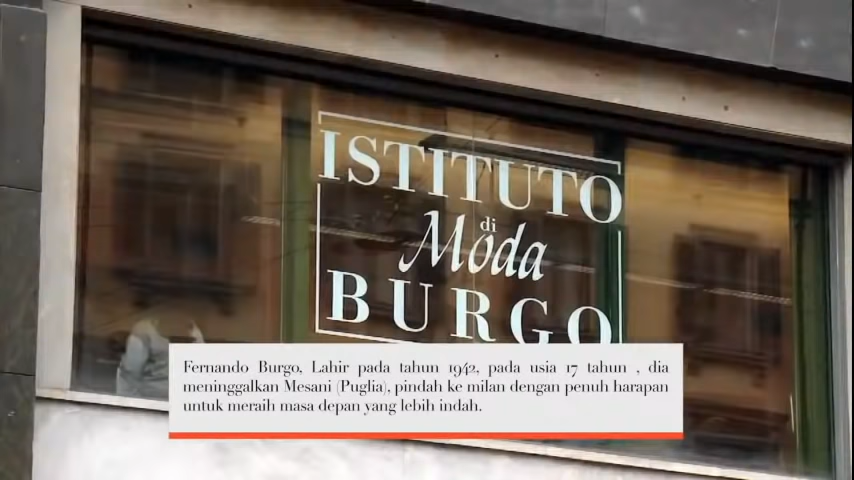 ISTITUTO
di
Moda
BURGO
Fernando Burgo, Lahir pada tahun 1942, pada usia 17 tahun , dia
meninggalkan Mesani (Puglia), pindah ke milan dengan penuh harapan
untuk meraih masa depan yang lebih indah.